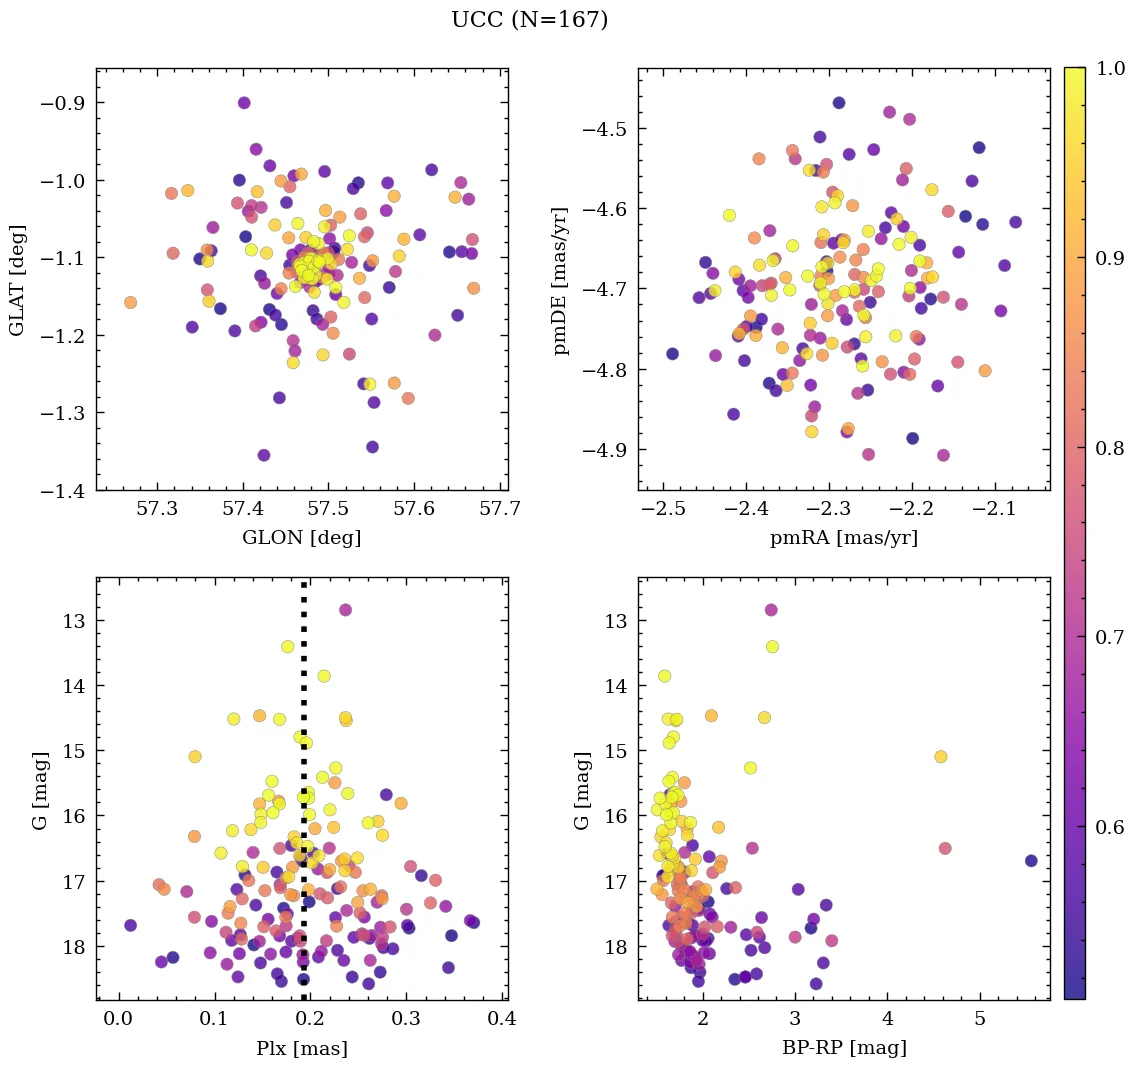 UCC (N=167)
−0.9
−1.0
−1.1
−1.2
−1.3
−1.4
GLAT [deg]
57.3 57.4 57.5 57.6 57.7
GLON [deg]
−4.5
−4.6
−4.7
−4.8
−4.9
pmDE [mas/yr]
−2.5 −2.4 −2.3 −2.2 −2.1
pmRA [mas/yr]
1.0
0.9
0.8
0.7
0.6
13
14
15
16
17
18
G [mag]
0.0 0.1 0.2 0.3 0.4
Plx [mas]
13
14
15
16
17
18
G [mag]
2 3 4 5
BP-RP [mag]